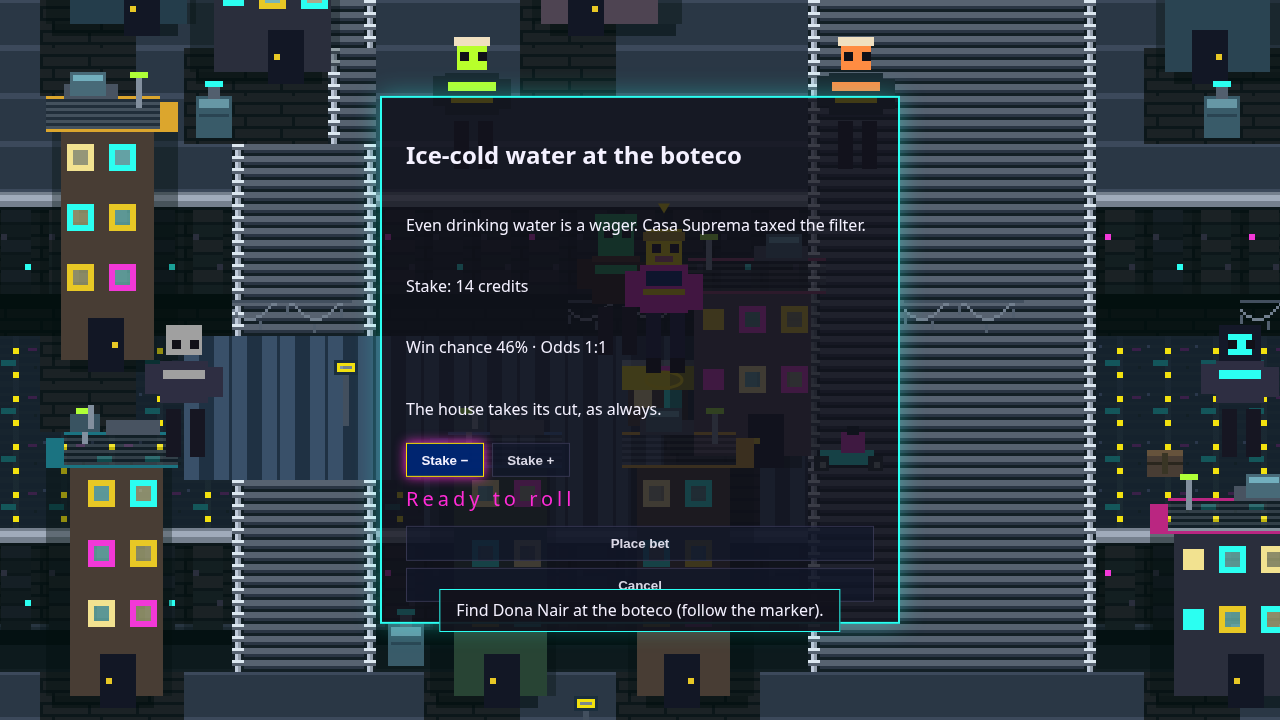 Ice-cold water at the boteco
Even drinking water is a wager. Casa Suprema taxed the filter.
Stake: 14 credits
Win chance 46% · Odds 1:1
The house takes its cut, as always.
Stake − Stake +
Ready to roll
Place bet
Cancel
Find Dona Nair at the boteco (follow the marker).